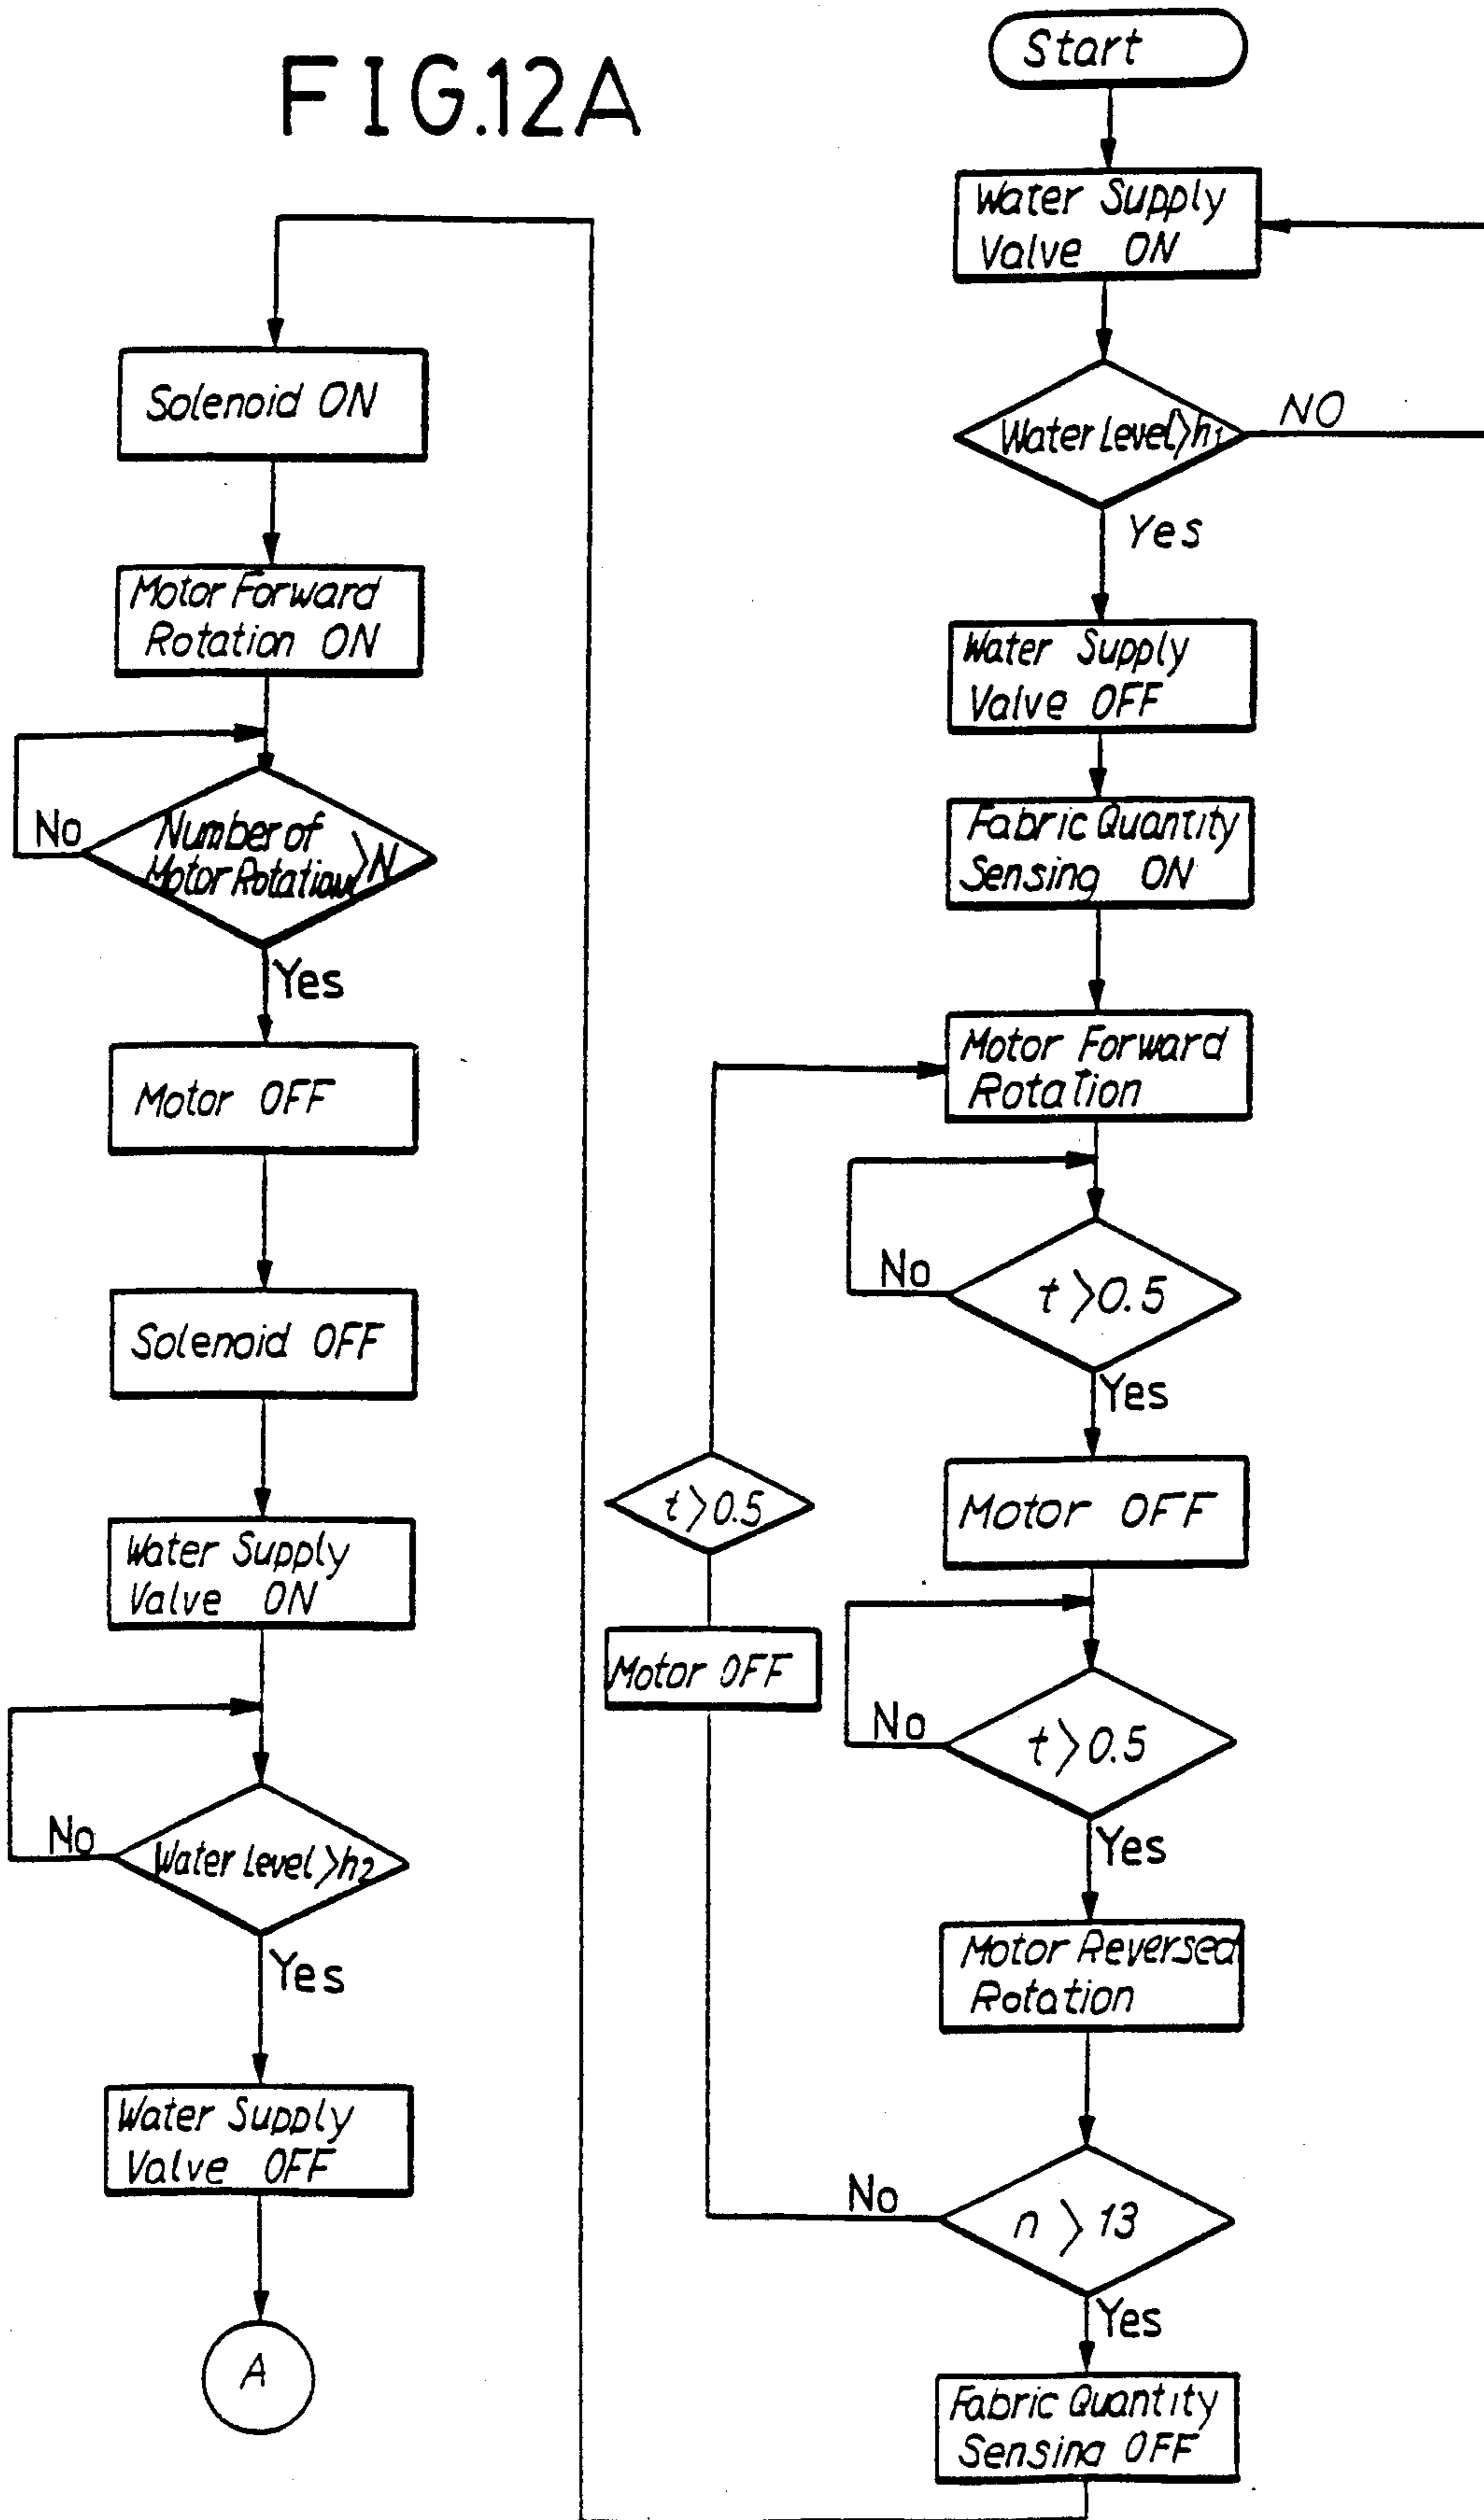 FIG.12A
Start
Water Supply
Valve ON
Water Level>h1
NO
Yes
Water Supply
Valve OFF
Fabric Quantity
Sensing ON
Motor Forward
Rotation
t>0.5
No
Yes
Motor OFF
t>0.5
No
Yes
Motor Reversed
Rotation
n>13
No
Yes
Motor OFF
t>0.5
Fabric Quantity
Sensing OFF
Solenoid ON
Motor Forward
Rotation ON
Number of
Motor Rotation >N
No
Yes
Motor OFF
Solenoid OFF
Water Supply
Valve ON
Water Level>h2
No
Yes
Water Supply
Valve OFF
A